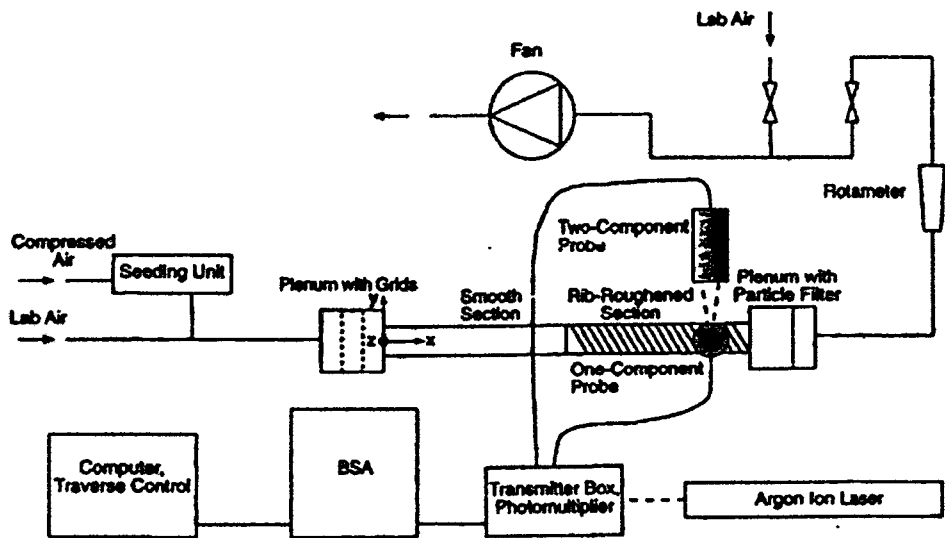 Lab Air
Fan
Rotameter
Two-Component
Probe
Compressed
Air
Seeding Unit
Plenum with Grids
Smooth
Section
Rib-Roughened
Section
Plenum with
Particle Filter
Lab Air
y
z
x
One-Component
Probe
Computer,
Traverse Control
BSA
Transmitter Box,
Photomultiplier
Argon Ion Laser